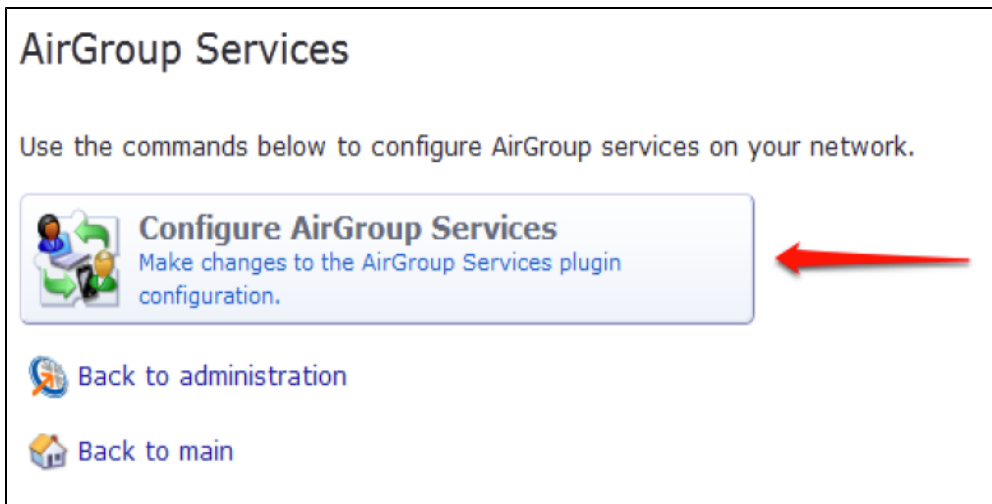 AirGroup Services
Use the commands below to configure AirGroup services on your network.
Configure AirGroup Services
Make changes to the AirGroup Services plugin
configuration.
Back to administration
Back to main